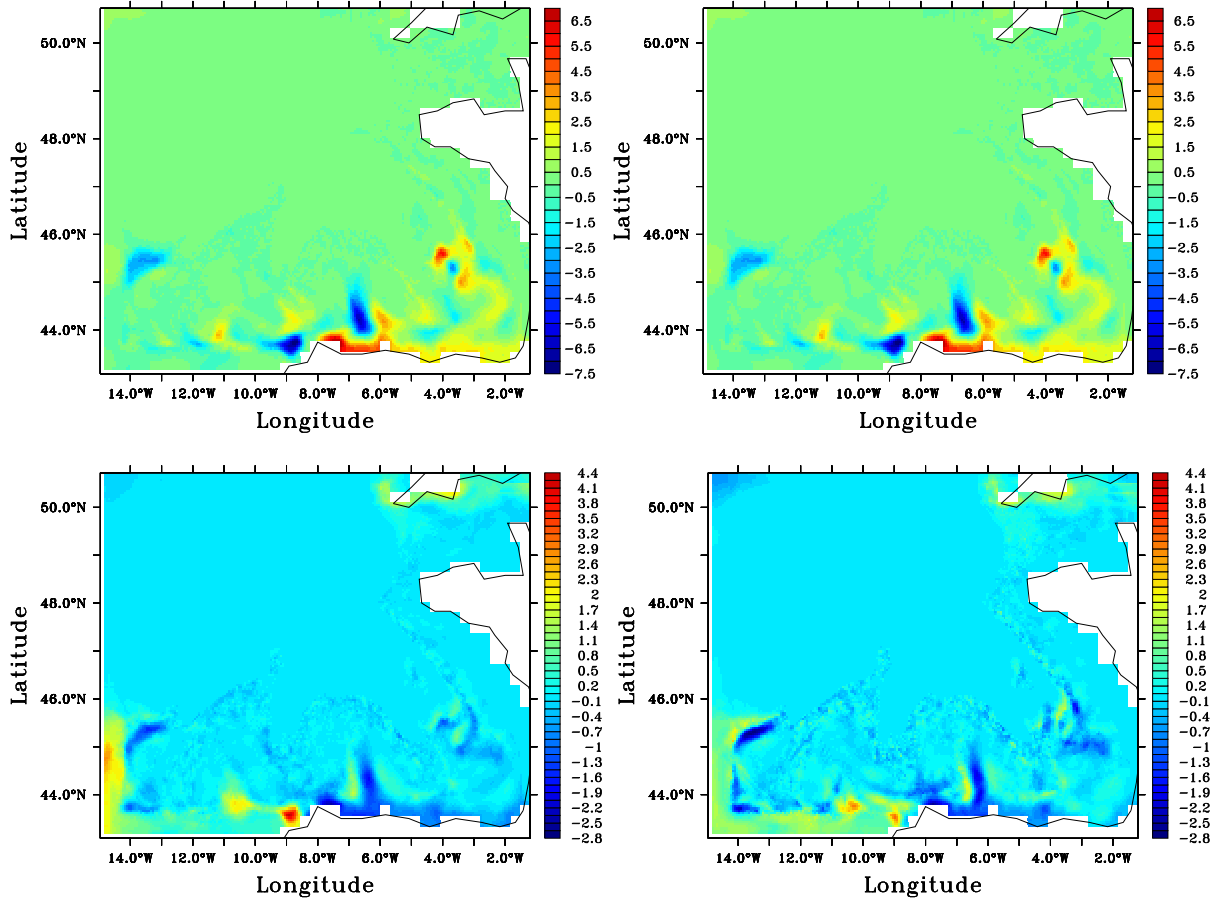 6.5
5.5
4.5
3.5
2.5
1.5
0.5
-0.5
-1.5
-2.5
-3.5
-4.5
-5.5
-6.5
-7.5
50.0°N
48.0°N
46.0°N
44.0°N
Latitude
14.0°W 12.0°W 10.0°W 8.0°W 6.0°W 4.0°W 2.0°W
Longitude
6.5
5.5
4.5
3.5
2.5
1.5
0.5
-0.5
-1.5
-2.5
-3.5
-4.5
-5.5
-6.5
-7.5
50.0°N
48.0°N
46.0°N
44.0°N
Latitude
14.0°W 12.0°W 10.0°W 8.0°W 6.0°W 4.0°W 2.0°W
Longitude
4.4
4.1
3.8
3.5
3.2
2.9
2.6
2.3
2
1.7
1.4
1.1
0.8
0.5
0.2
-0.1
-0.4
-0.7
-1
-1.3
-1.6
-1.9
-2.2
-2.5
-2.8
50.0°N
48.0°N
46.0°N
44.0°N
Latitude
14.0°W 12.0°W 10.0°W 8.0°W 6.0°W 4.0°W 2.0°W
Longitude
4.4
4.1
3.8
3.5
3.2
2.9
2.6
2.3
2
1.7
1.4
1.1
0.8
0.5
0.2
-0.1
-0.4
-0.7
-1
-1.3
-1.6
-1.9
-2.2
-2.5
-2.8
50.0°N
48.0°N
46.0°N
44.0°N
Latitude
14.0°W 12.0°W 10.0°W 8.0°W 6.0°W 4.0°W 2.0°W
Longitude